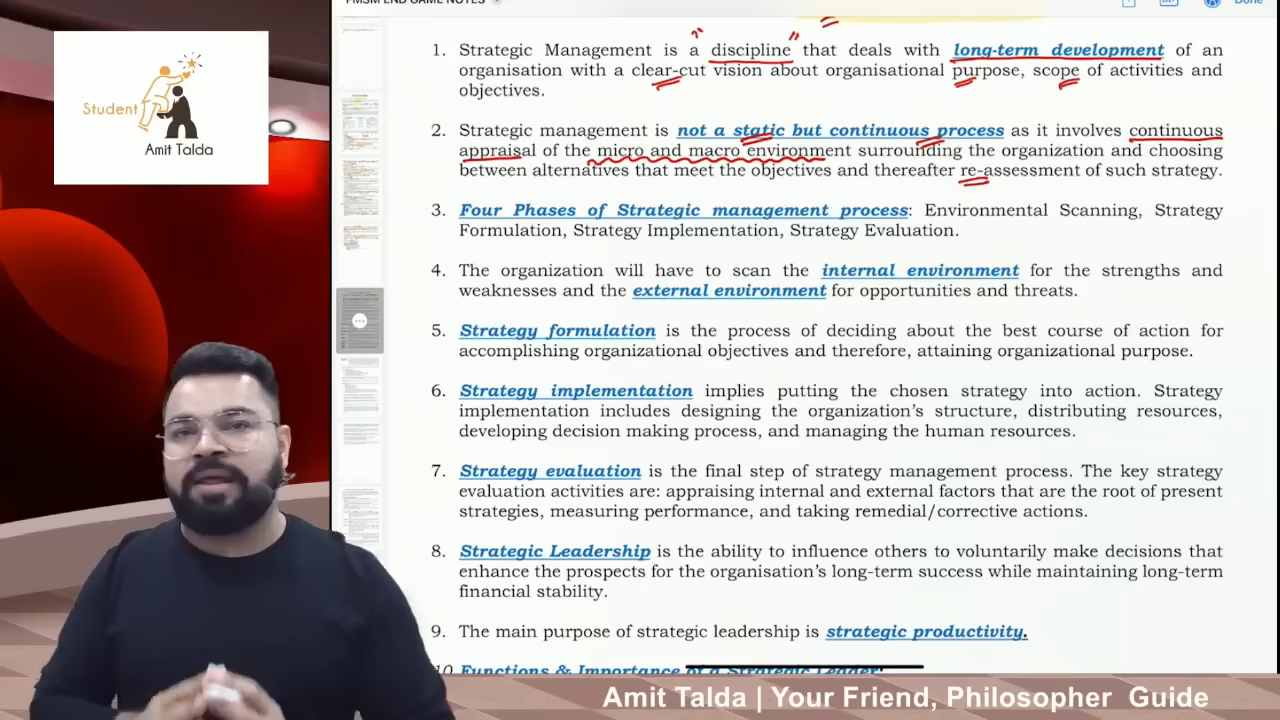 FMSM END GAME NOTES
Done
Student
Amit Talda
1. Strategic Management is a discipline that deals with long-term development of an
organisation with a clear-cut vision about organisational purpose, scope of activities and
objectives.
2. Strategic management is not a static but continuous process as it involves continuous
appraisal of the micro and macro environment surrounding the organization and choosing
between alternatives that meet the objectives and thereafter re-assessment of such strategy.
Four phases of strategic management process: Environmental Scanning, Strategy
Formulation, Strategy Implementation, Strategy Evaluation.
4. The organization will have to scan the internal environment for the strengths and
weaknesses and the external environment for opportunities and threats.
5. Strategy formulation is the process of deciding about the best course of action for
accomplishing organizational objectives and therefore, attaining organizational purpose.
Strategy implementation implies putting the chosen strategy into action. Strategy
implementation includes designing the organization's structure, distributing resources,
developing decision making process, and managing the human resources.
7. Strategy evaluation is the final step of strategy management process. The key strategy
evaluation activities are: appraising internal and external factors that are the root of present
strategies, measuring performance, and taking remedial/corrective actions.
8. Strategic Leadership is the ability to influence others to voluntarily make decisions that
enhance the prospects for the organisation's long-term success while maintaining long-term
financial stability.
9. The main purpose of strategic leadership is strategic productivity.
10. Functions & Importance of a Strategic Leader:
Amit Talda | Your Friend, Philosopher Guide